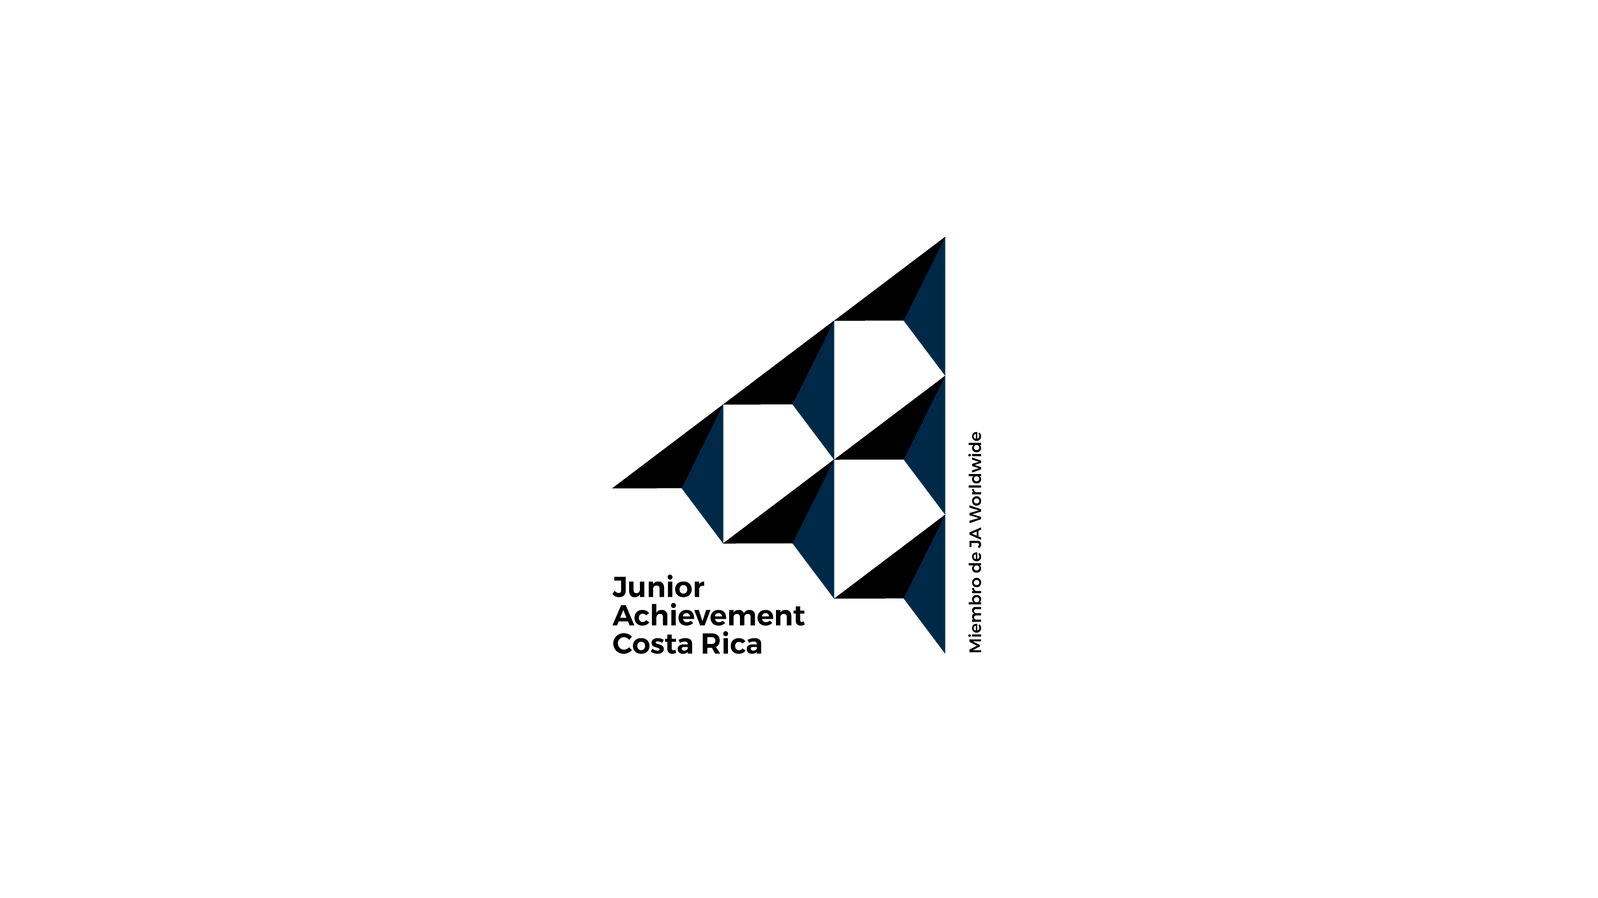 Junior
Achievement
Costa Rica
Miembro de JA Worldwide